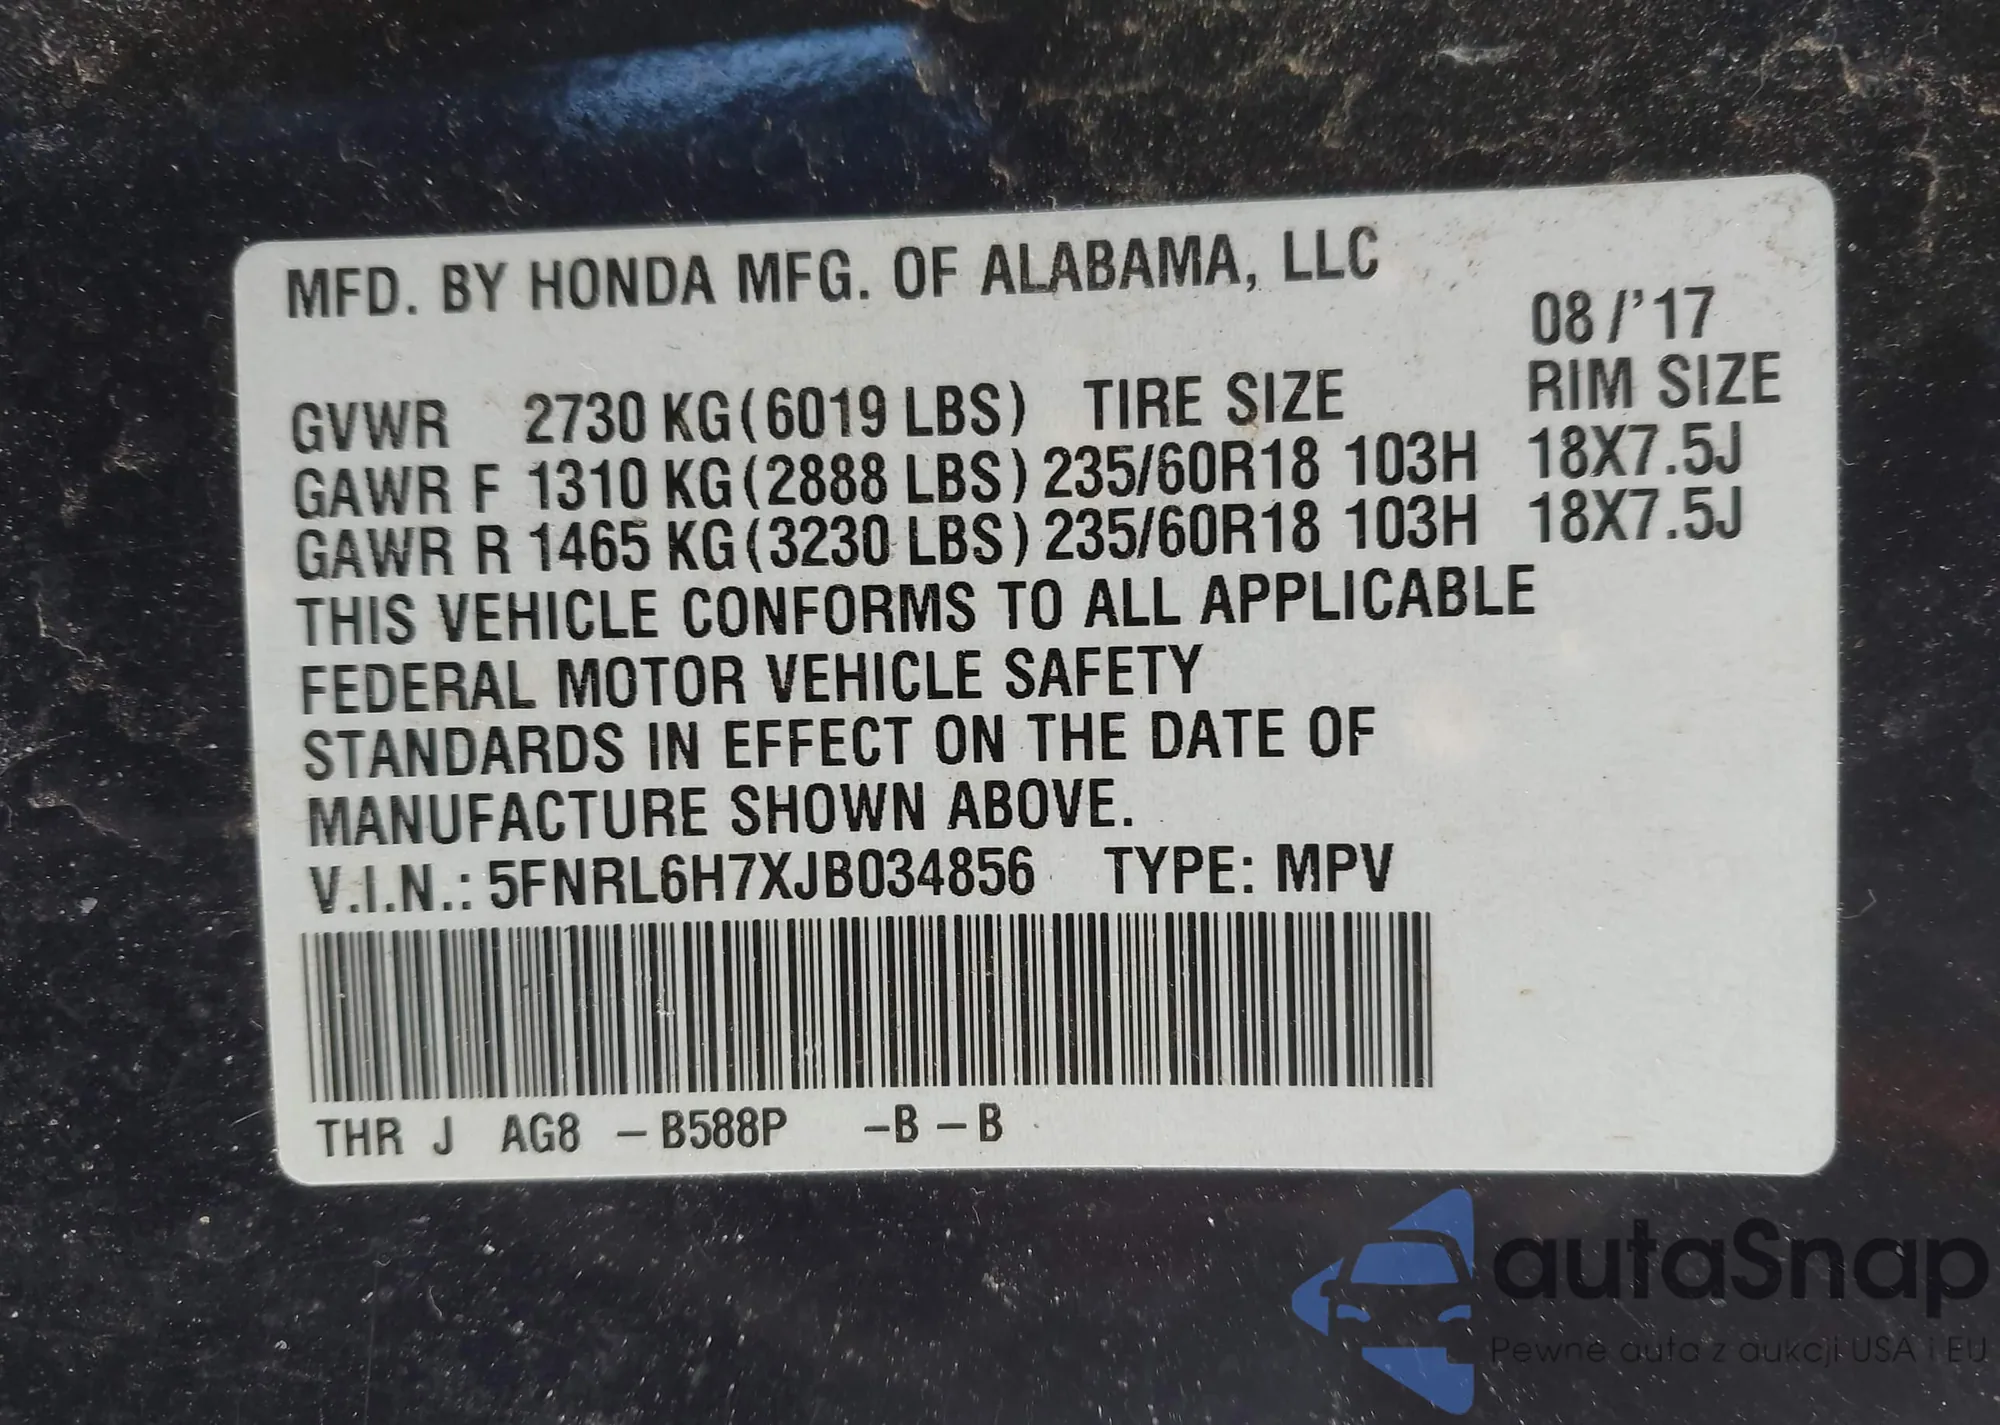 MFD. BY HONDA MFG. OF ALABAMA, LLC
08/'17
GVWR 2730 KG(6019 LBS) TIRE SIZE RIM SIZE
GAWR F 1310 KG(2888 LBS) 235/60R18 103H 18X7.5J
GAWR R 1465 KG(3230 LBS) 235/60R18 103H 18X7.5J
THIS VEHICLE CONFORMS TO ALL APPLICABLE
FEDERAL MOTOR VEHICLE SAFETY
STANDARDS IN EFFECT ON THE DATE OF
MANUFACTURE SHOWN ABOVE.
V.I.N.: 5FNRL6H7XJB034856 TYPE: MPV
THR J AG8 – B588P –B – B
autaSnap
Pewne auta z aukcji USA i EU